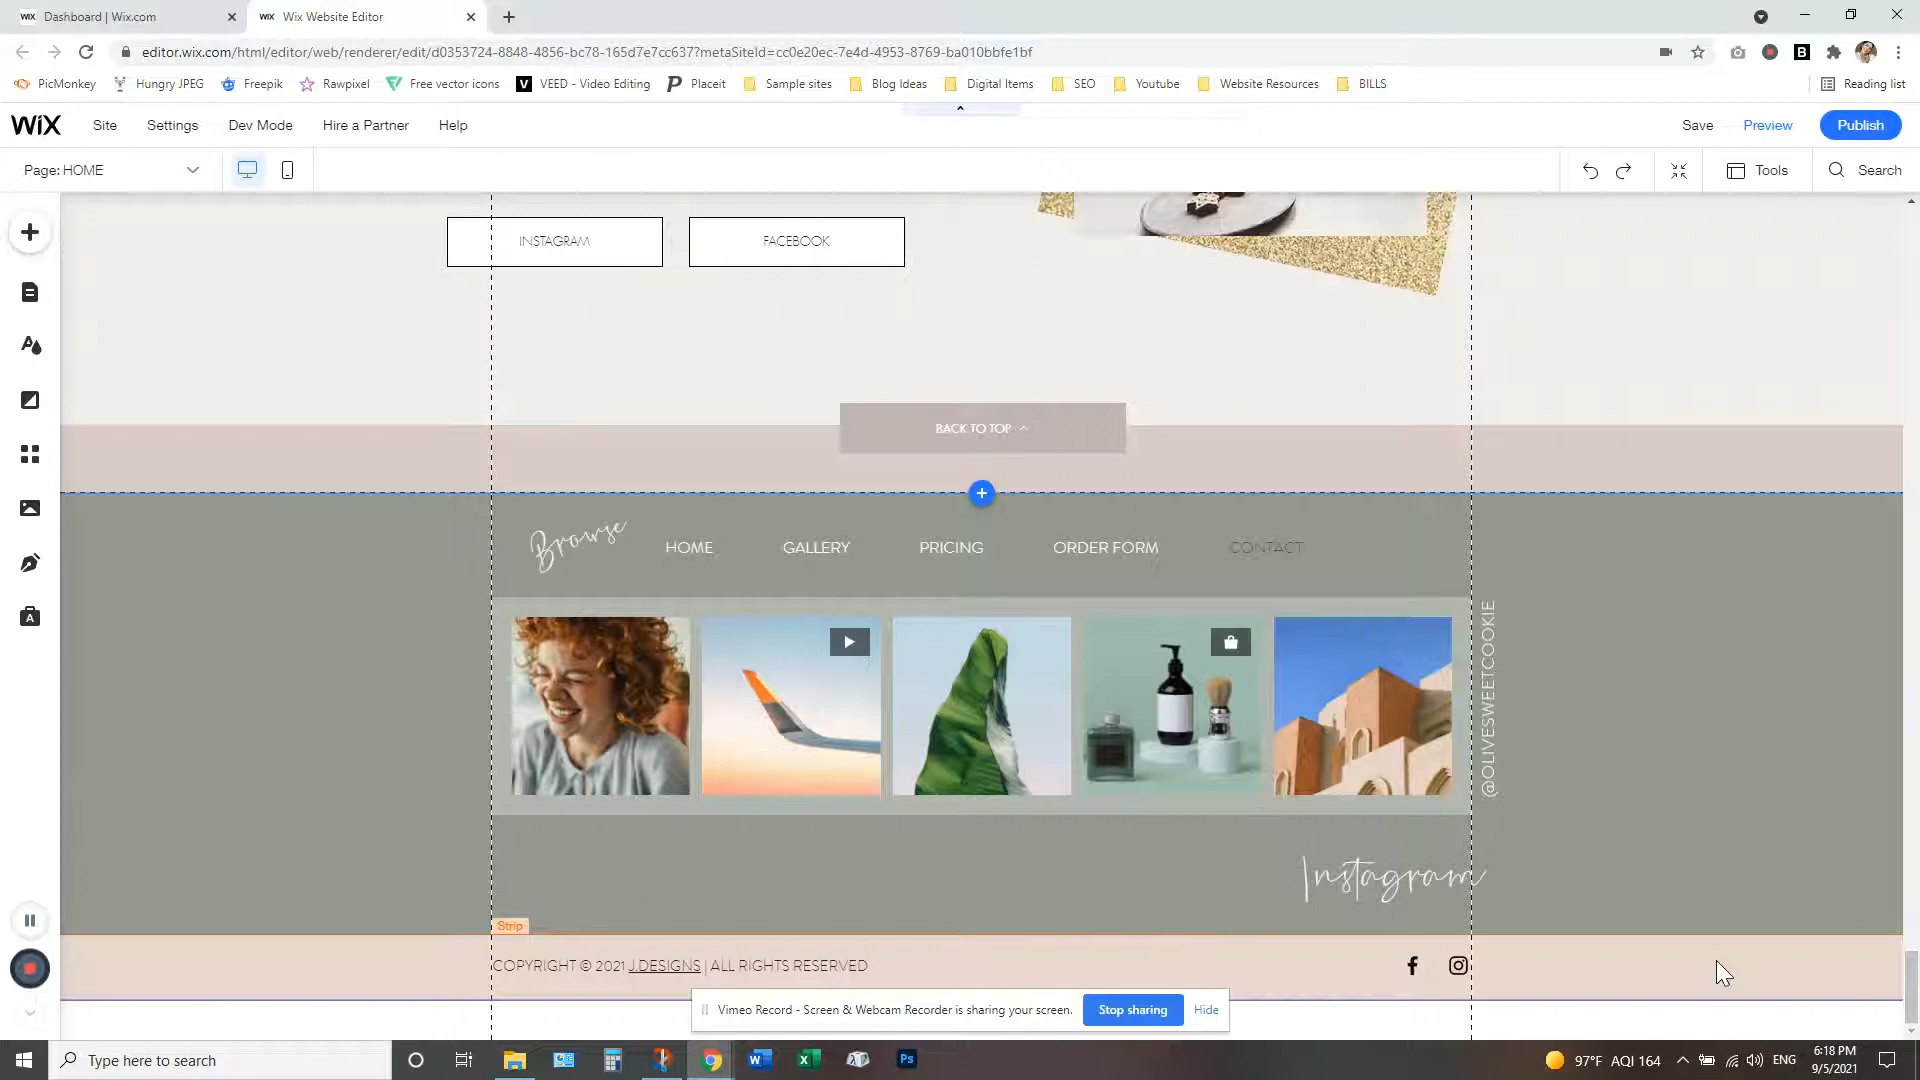 WIX Dashboard | Wix.com
WIX Wix Website Editor
editor.wix.com/html/editor/web/renderer/edit/d0353724-8848-4856-bc78-165d7e7cc637?metaSiteId=cc0e20ec-7e4d-4953-8769-ba010bbfe1bf
PicMonkey Hungry JPEG Freepik Rawpixel Free vector icons VEED - Video Editing Placeit Sample sites Blog Ideas Digital Items SEO Youtube Website Resources BILLS Reading list
WIX Site Settings Dev Mode Hire a Partner Help Save Preview Publish
Page: HOME Tools Search
INSTAGRAM FACEBOOK
BACK TO TOP
Browse HOME GALLERY PRICING ORDER FORM CONTACT
@OLIVESWEETCOOKIE
Instagram
Strip
COPYRIGHT © 2021 J.DESIGNS | ALL RIGHTS RESERVED
Vimeo Record - Screen & Webcam Recorder is sharing your screen. Stop sharing Hide
Type here to search
97°F AQI 164 ENG
6:18 PM
9/5/2021